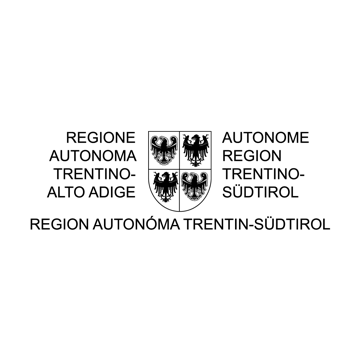 REGIONE
AUTONOMA
TRENTINO-
ALTO ADIGE
AUTONOME
REGION
TRENTINO-
SÜDTIROL
REGION AUTONÓMA TRENTIN-SÜDTIROL